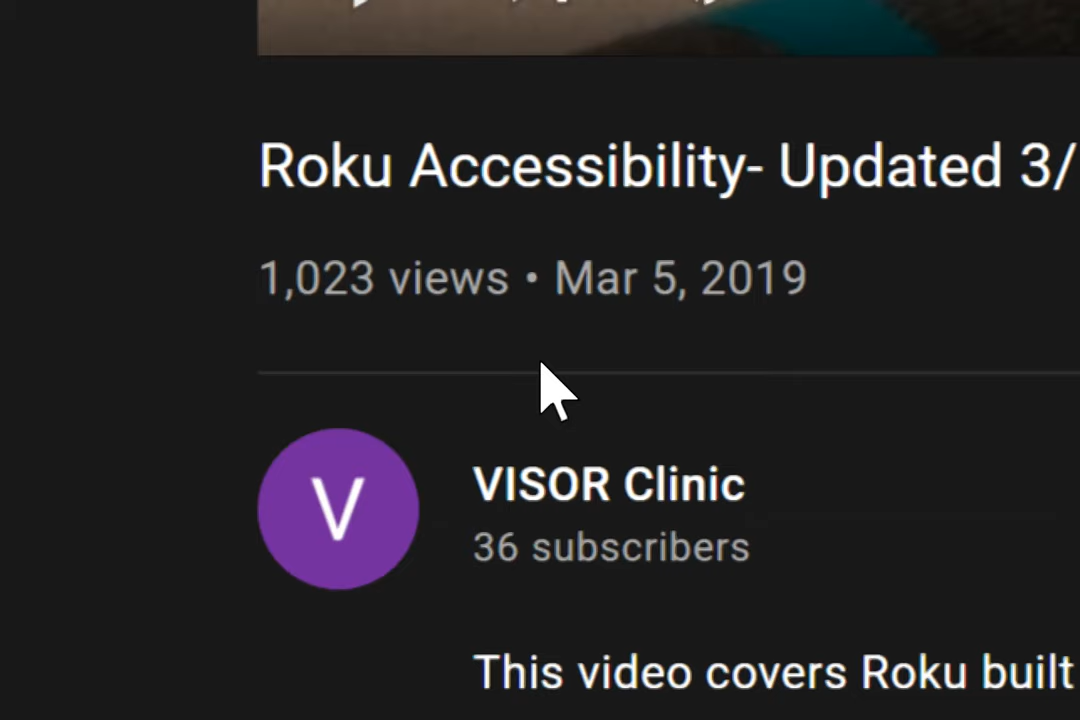 Roku Accessibility- Updated 3/
1,023 views • Mar 5, 2019
V
VISOR Clinic
36 subscribers
This video covers Roku built